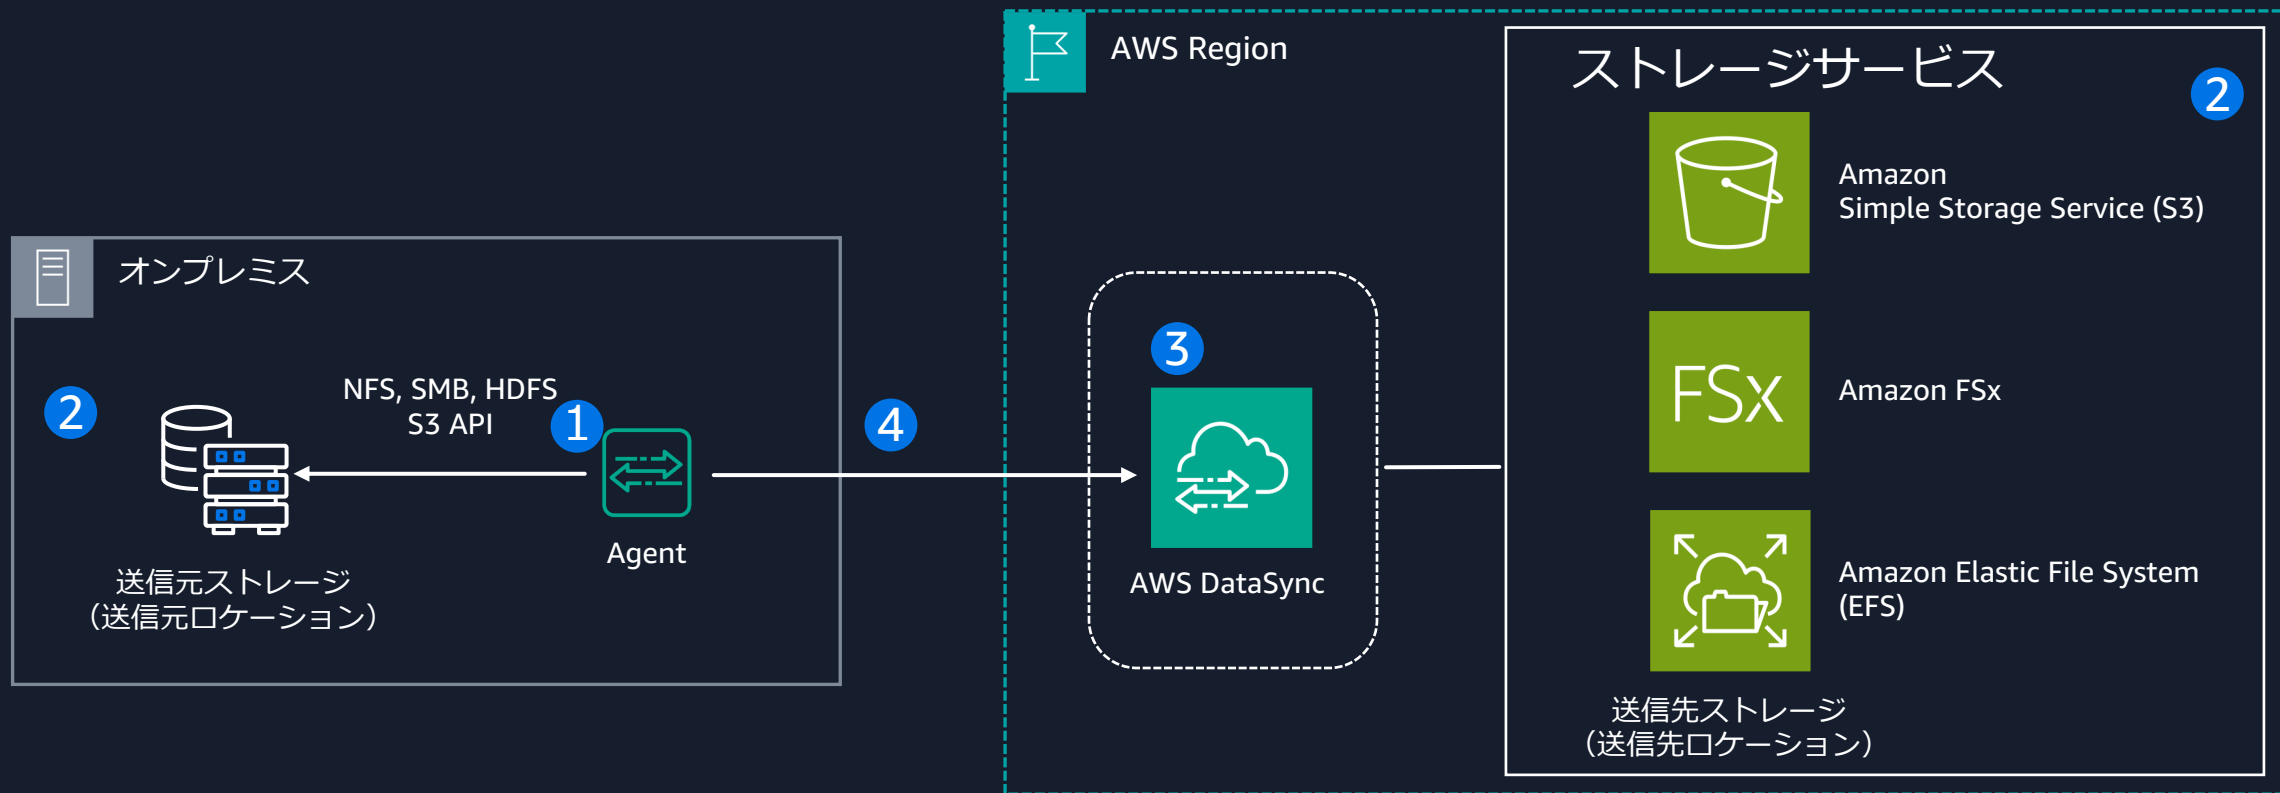 オンプレミス
2
NFS, SMB, HDFS
S3 API
1
Agent
送信元ストレージ
（送信元ロケーション）
4
AWS Region
3
AWS DataSync
ストレージサービス
2
Amazon
Simple Storage Service (S3)
FSx
Amazon FSx
Amazon Elastic File System
(EFS)
送信先ストレージ
（送信先ロケーション）